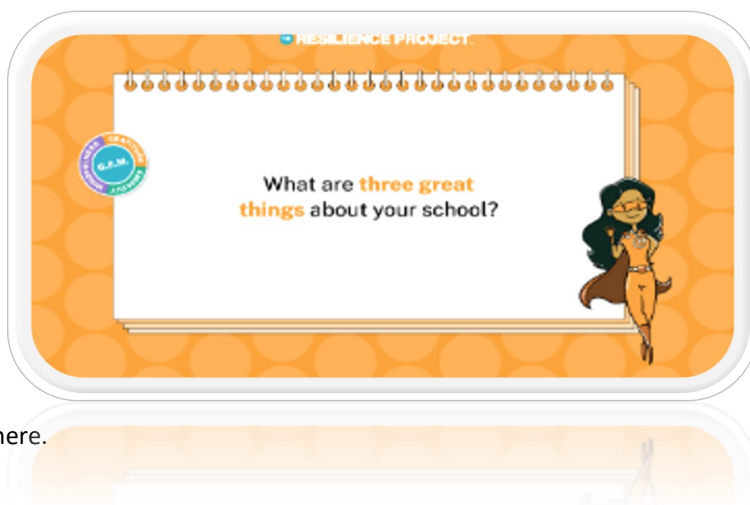 RESILIENCE PROJECT
G.E.M.
What are three great
things about your school?
here.